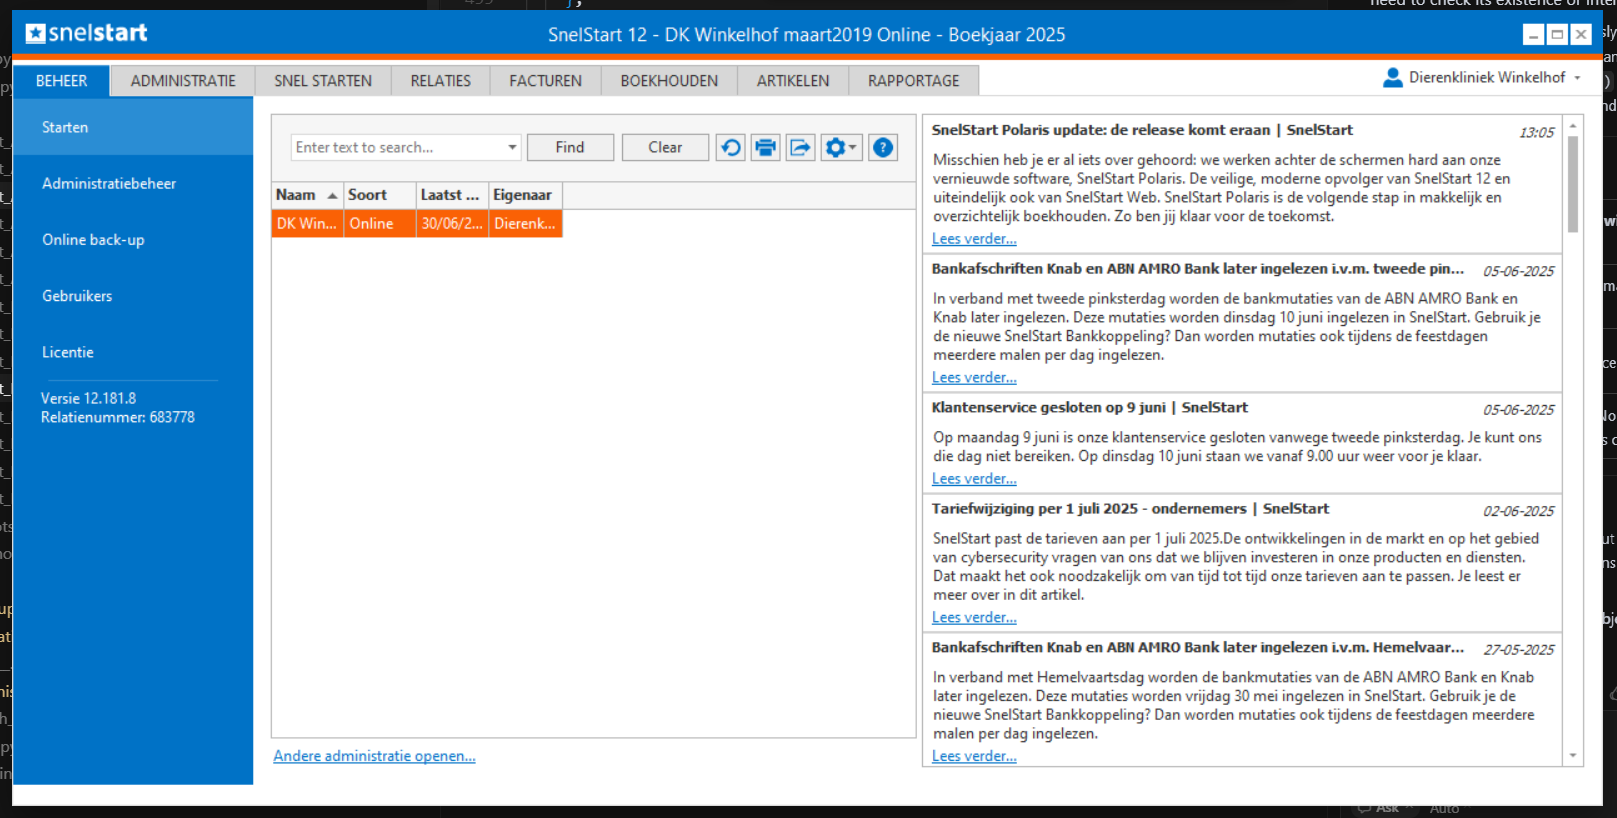 snelstart
SnelStart 12 - DK Winkelhof maart2019 Online - Boekjaar 2025
BEHEER
ADMINISTRATIE
SNEL STARTEN
RELATIES
FACTUREN
BOEKHOUDEN
ARTIKELEN
RAPPORTAGE
Dierenkliniek Winkelhof
Starten
Administratiebeheer
Online back-up
Gebruikers
Licentie
Versie 12.181.8
Relatienummer: 683778
Enter text to search...
Find
Clear
Naam Soort Laatst ... Eigenaar
DK Win... Online 30/06/2... Dierenk...
Andere administratie openen...
SnelStart Polaris update: de release komt eraan | SnelStart 13:05
Misschien heb je er al iets over gehoord: we werken achter de schermen hard aan onze
vernieuwde software, SnelStart Polaris. De veilige, moderne opvolger van SnelStart 12 en
uiteindelijk ook van SnelStart Web. SnelStart Polaris is de volgende stap in makkelijk en
overzichtelijk boekhouden. Zo ben jij klaar voor de toekomst.
Lees verder...
Bankafschriften Knab en ABN AMRO Bank later ingelezen i.v.m. tweede pin... 05-06-2025
In verband met tweede pinksterdag worden de bankmutaties van de ABN AMRO Bank en
Knab later ingelezen. Deze mutaties worden dinsdag 10 juni ingelezen in SnelStart. Gebruik je
de nieuwe SnelStart Bankkoppeling? Dan worden mutaties ook tijdens de feestdagen
meerdere malen per dag ingelezen.
Lees verder...
Klantenservice gesloten op 9 juni | SnelStart 05-06-2025
Op maandag 9 juni is onze klantenservice gesloten vanwege tweede pinksterdag. Je kunt ons
die dag niet bereiken. Op dinsdag 10 juni staan we vanaf 9.00 uur weer voor je klaar.
Lees verder...
Tariefwijziging per 1 juli 2025 - ondernemers | SnelStart 02-06-2025
SnelStart past de tarieven aan per 1 juli 2025.De ontwikkelingen in de markt en op het gebied
van cybersecurity vragen van ons dat we blijven investeren in onze producten en diensten.
Dat maakt het ook noodzakelijk om van tijd tot tijd onze tarieven aan te passen. Je leest er
meer over in dit artikel.
Lees verder...
Bankafschriften Knab en ABN AMRO Bank later ingelezen i.v.m. Hemelvaar... 27-05-2025
In verband met Hemelvaartsdag worden de bankmutaties van de ABN AMRO Bank en Knab
later ingelezen. Deze mutaties worden vrijdag 30 mei ingelezen in SnelStart. Gebruik je de
nieuwe SnelStart Bankkoppeling? Dan worden mutaties ook tijdens de feestdagen meerdere
malen per dag ingelezen.
Lees verder...
Ask
Auto